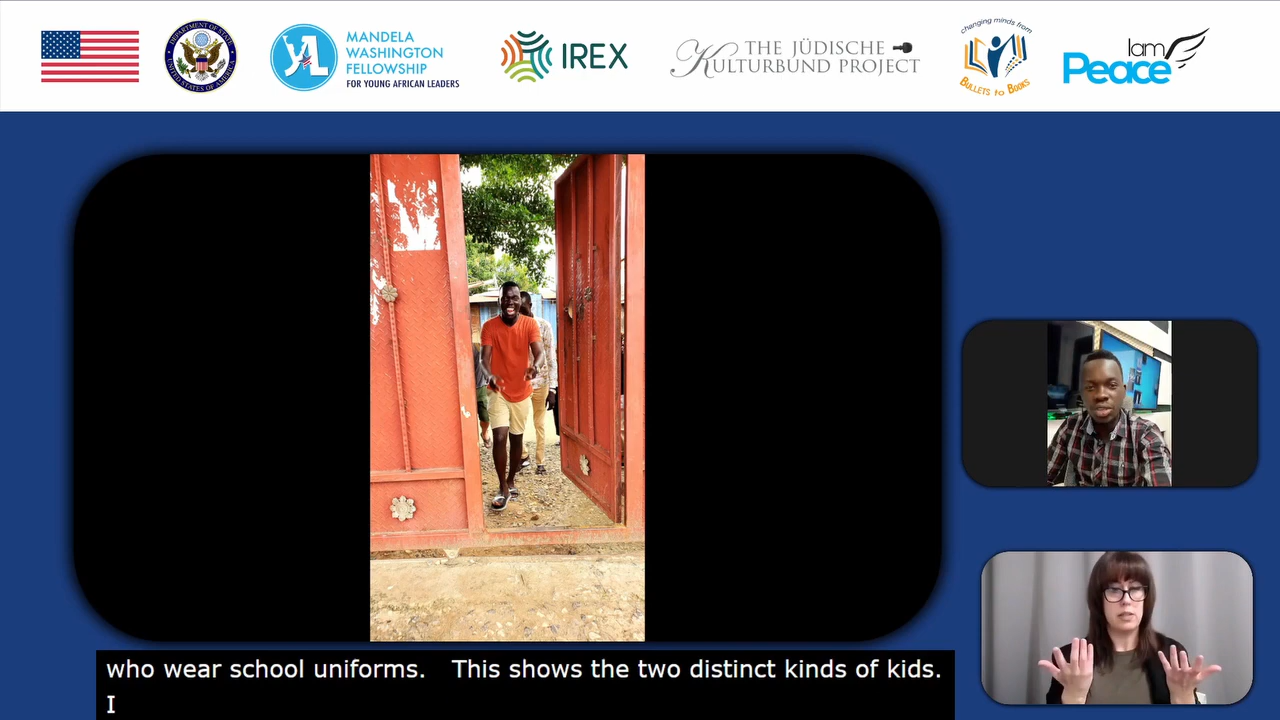 DEPARTMENT OF STATE
UNITED STATES OF AMERICA
YAL
MANDELA
WASHINGTON
FELLOWSHIP
FOR YOUNG AFRICAN LEADERS
IREX
THE JÜDISCHE
KULTURBUND PROJECT
changing minds from
BULLETS to BOOKS
Iam
Peace
who wear school uniforms. This shows the two distinct kinds of kids.
I